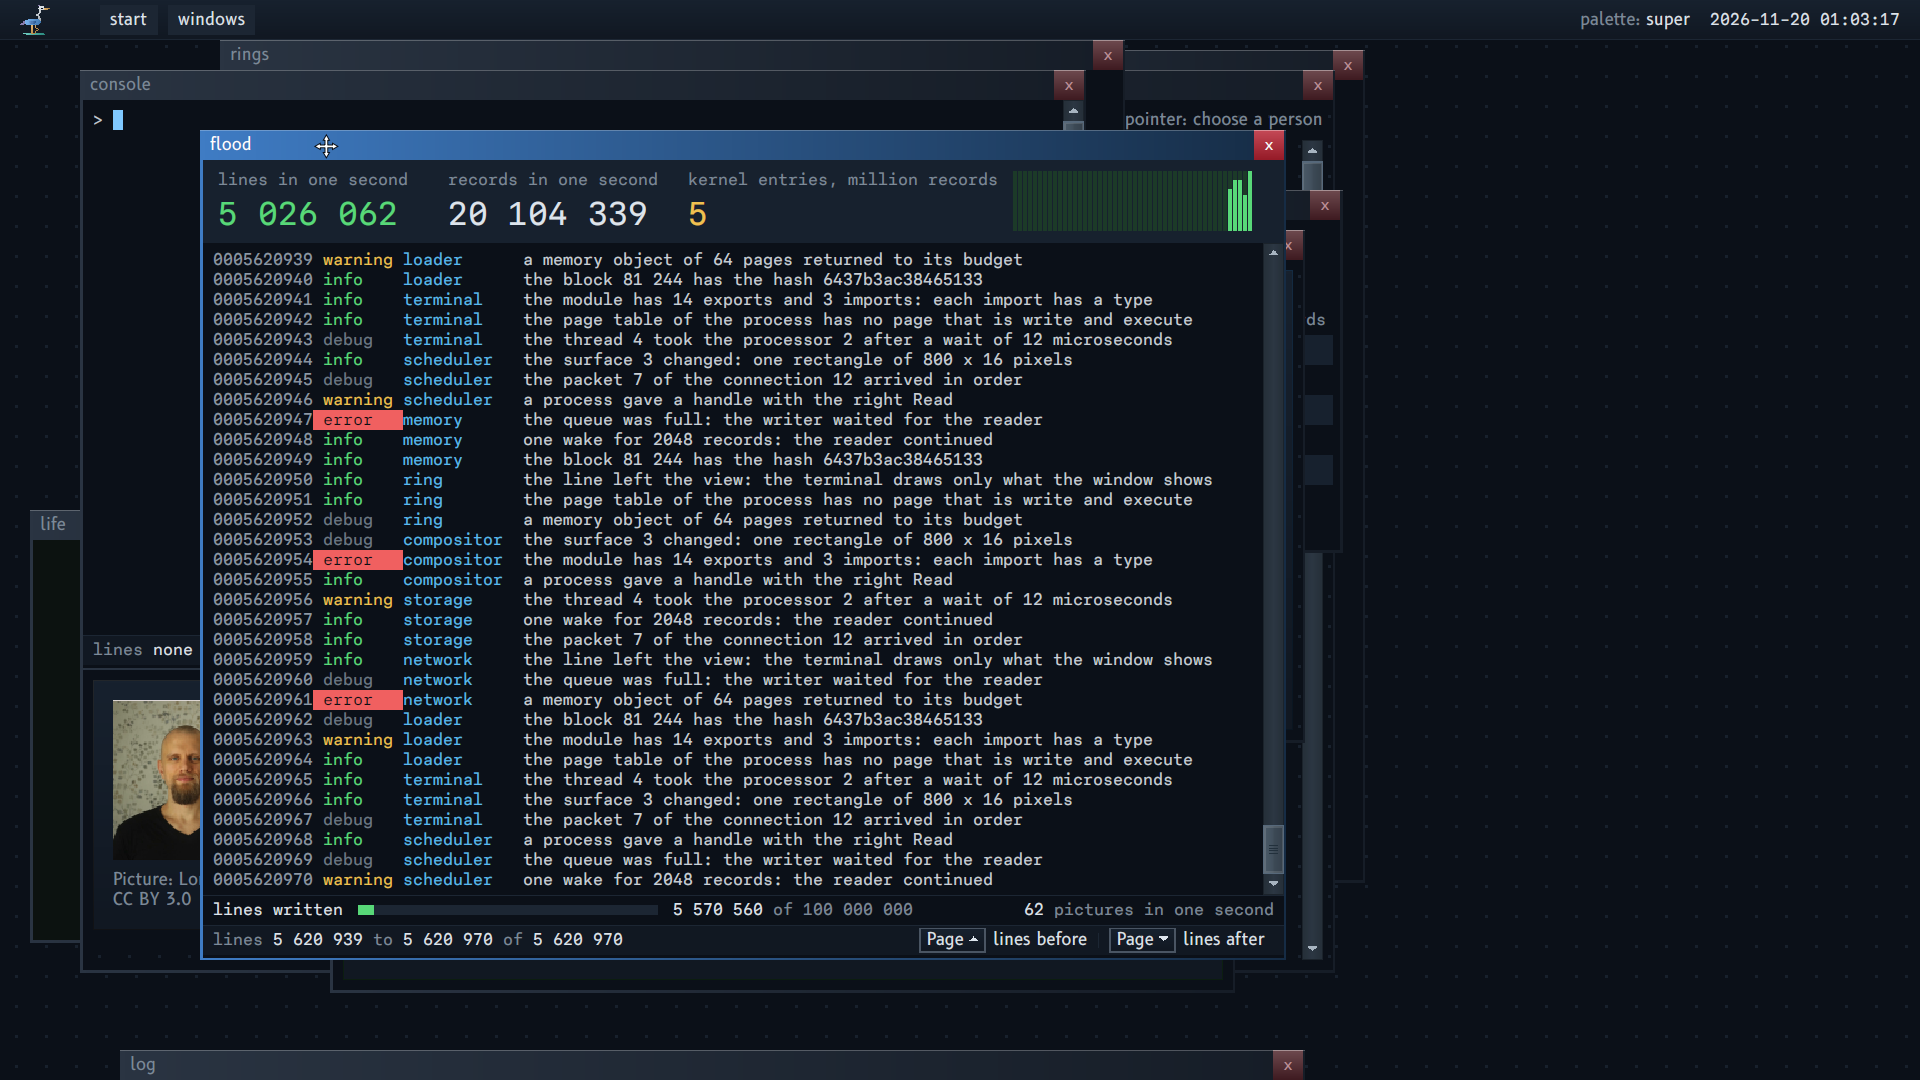 start windows palette: super 2026-11-20 01:03:17
rings x
x
console x
x
> 
pointer: choose a person
flood x
lines in one second records in one second kernel entries, million records
5 026 062 20 104 339 5
x
x
0005620939 warning loader a memory object of 64 pages returned to its budget
0005620940 info loader the block 81 244 has the hash 6437b3ac38465133
0005620941 info terminal the module has 14 exports and 3 imports: each import has a type
0005620942 info terminal the page table of the process has no page that is write and execute
ds
0005620943 debug terminal the thread 4 took the processor 2 after a wait of 12 microseconds
0005620944 info scheduler the surface 3 changed: one rectangle of 800 x 16 pixels
0005620945 debug scheduler the packet 7 of the connection 12 arrived in order
0005620946 warning scheduler a process gave a handle with the right Read
0005620947 error memory the queue was full: the writer waited for the reader
0005620948 info memory one wake for 2048 records: the reader continued
0005620949 info memory the block 81 244 has the hash 6437b3ac38465133
0005620950 info ring the line left the view: the terminal draws only what the window shows
0005620951 info ring the page table of the process has no page that is write and execute
0005620952 debug ring a memory object of 64 pages returned to its budget
life
0005620953 debug compositor the surface 3 changed: one rectangle of 800 x 16 pixels
0005620954 error compositor the module has 14 exports and 3 imports: each import has a type
0005620955 info compositor a process gave a handle with the right Read
0005620956 warning storage the thread 4 took the processor 2 after a wait of 12 microseconds
0005620957 info storage one wake for 2048 records: the reader continued
0005620958 info storage the packet 7 of the connection 12 arrived in order
lines none
0005620959 info network the line left the view: the terminal draws only what the window shows
0005620960 debug network the queue was full: the writer waited for the reader
0005620961 error network a memory object of 64 pages returned to its budget
0005620962 debug loader the block 81 244 has the hash 6437b3ac38465133
0005620963 warning loader the module has 14 exports and 3 imports: each import has a type
0005620964 info loader the page table of the process has no page that is write and execute
0005620965 info terminal the thread 4 took the processor 2 after a wait of 12 microseconds
0005620966 info terminal the surface 3 changed: one rectangle of 800 x 16 pixels
0005620967 debug terminal the packet 7 of the connection 12 arrived in order
0005620968 info scheduler a process gave a handle with the right Read
0005620969 debug scheduler the queue was full: the writer waited for the reader
0005620970 warning scheduler one wake for 2048 records: the reader continued
Picture: Lo
CC BY 3.0
lines written 5 570 560 of 100 000 000 62 pictures in one second
lines 5 620 939 to 5 620 970 of 5 620 970 Page lines before Page lines after
log x